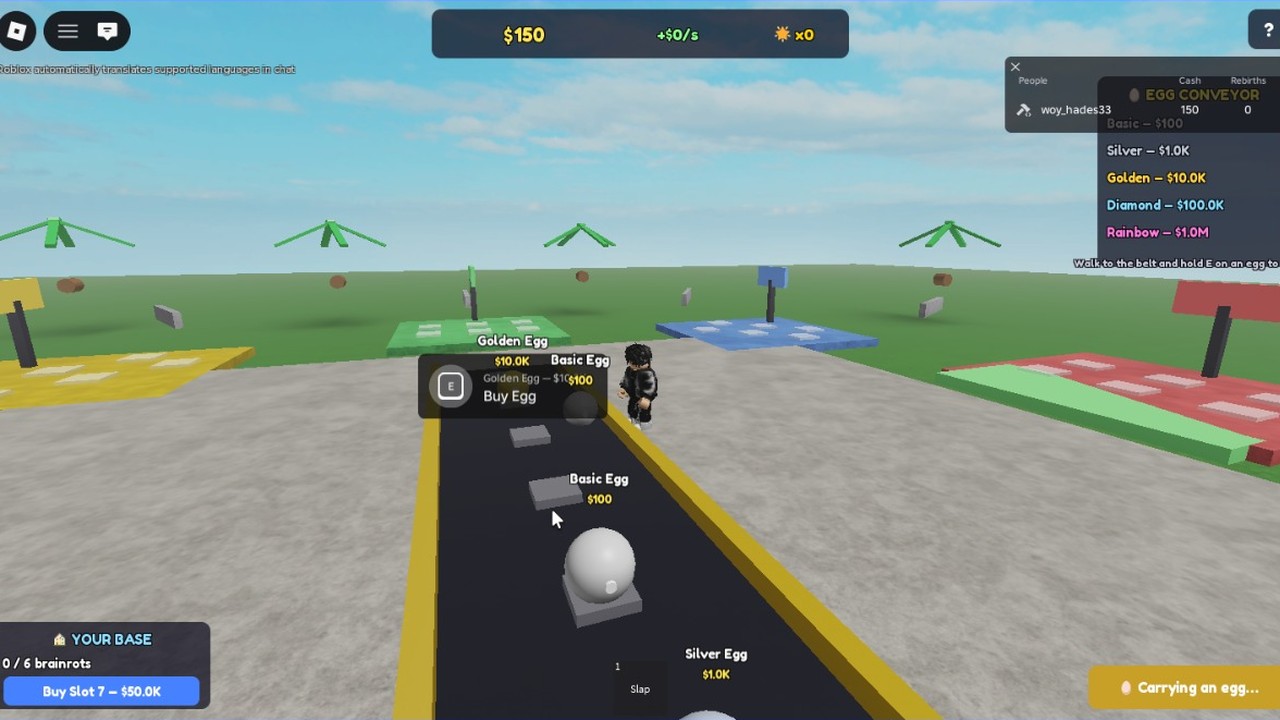 $150
+$0/s
x0
?
Roblox automatically translates supported languages in chat
People
Cash
Rebirths
woy_hades33
150
0
EGG CONVEYOR
Basic – $100
Silver – $1.0K
Golden – $10.0K
Diamond – $100.0K
Rainbow – $1.0M
Walk to the belt and hold E on an egg to
Golden Egg
$10.0K
Basic Egg
$100
E
Golden Egg — $10
Buy Egg
Basic Egg
$100
Silver Egg
$1.0K
1
Slap
YOUR BASE
0 / 6 brainrots
Buy Slot 7 – $50.0K
Carrying an egg...